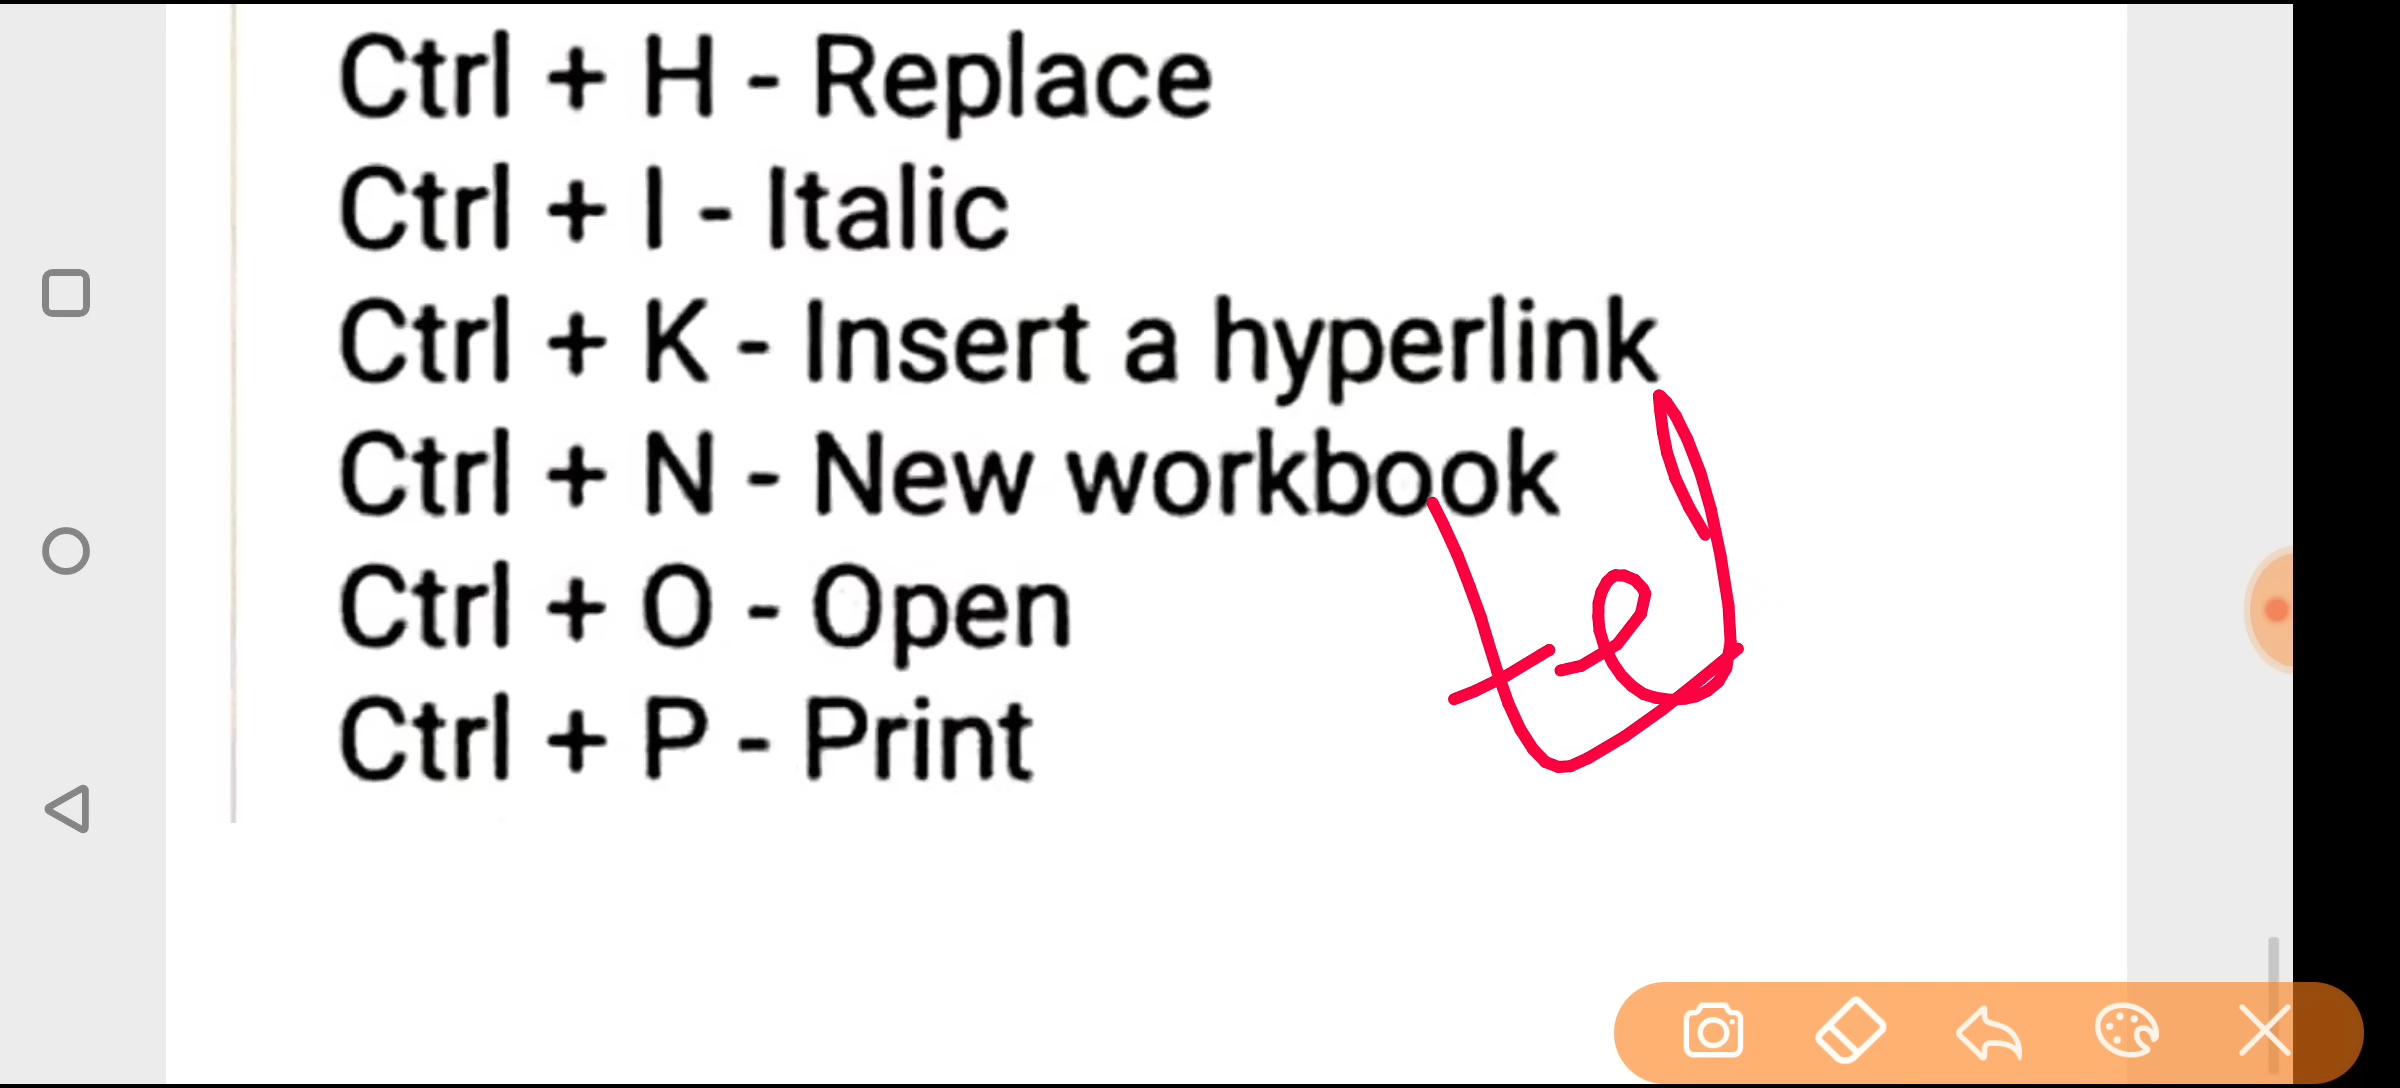 Ctrl + H - Replace
Ctrl + I - Italic
Ctrl + K - Insert a hyperlink
Ctrl + N - New workbook
Ctrl + O - Open
Ctrl + P - Print